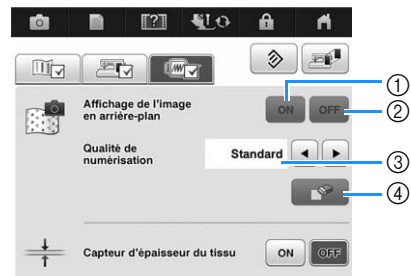 Affichage de l'image
en arrière-plan
ON
OFF
①
②
Qualité de
numérisation
Standard
③
④
Capteur d'èpaisseur du tissu
ON
OFF